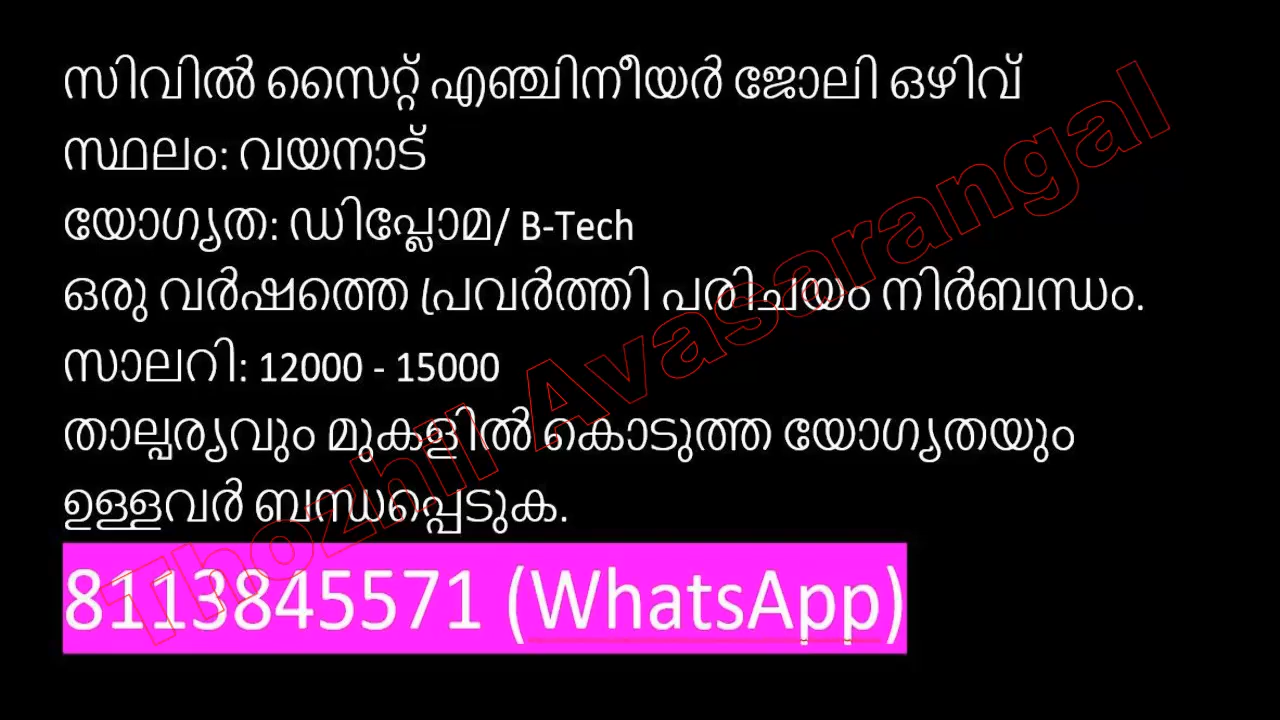 സിവിൽ സൈറ്റ് എഞ്ചിനീയർ ജോലി ഒഴിവ്
സ്ഥലം: വയനാട്
യോഗ്യത: ഡിപ്ലോമ/ B-Tech
ഒരു വർഷത്തെ പ്രവർത്തി പരിചയം നിർബന്ധം.
സാലറി: 12000 - 15000
താല്പര്യവും മുകളിൽ കൊടുത്ത യോഗ്യതയും
ഉള്ളവർ ബന്ധപ്പെടുക.
8113845571 (WhatsApp)
Thozhil Avasarangal